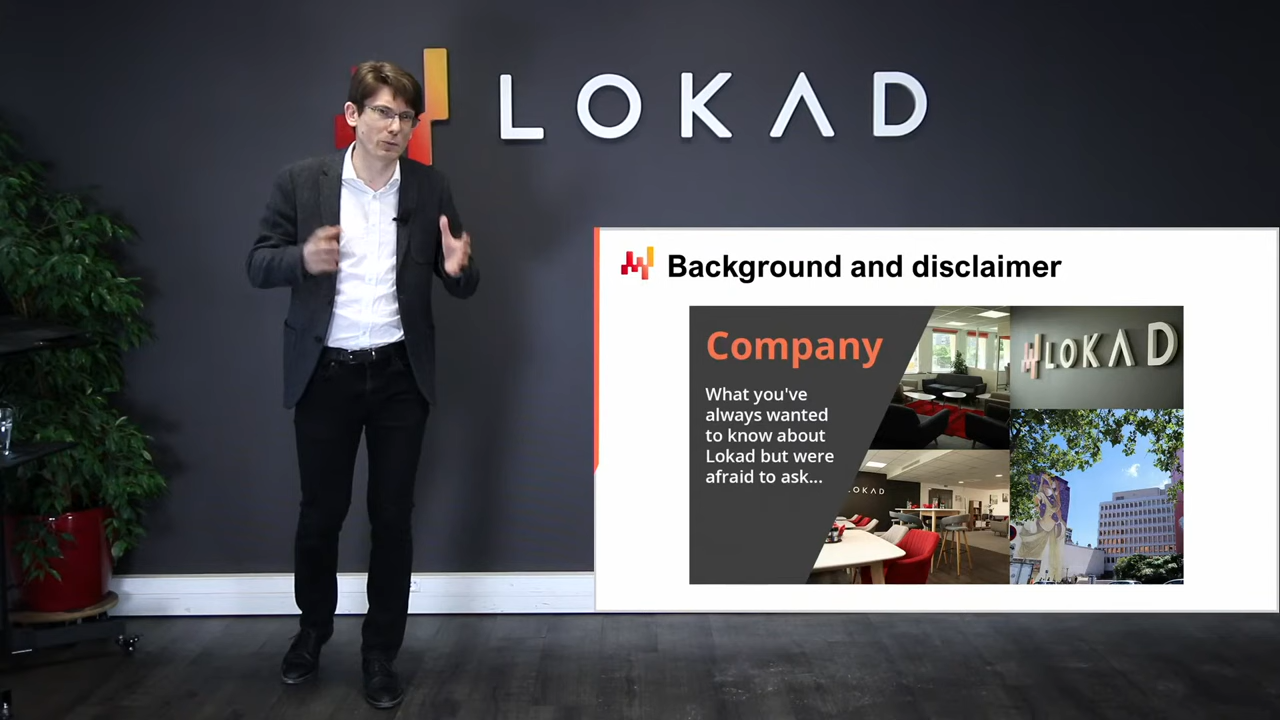 LOKAD
Background and disclaimer
Company
What you've
always wanted
to know about
Lokad but were
afraid to ask...
LOKAD
LOKAD